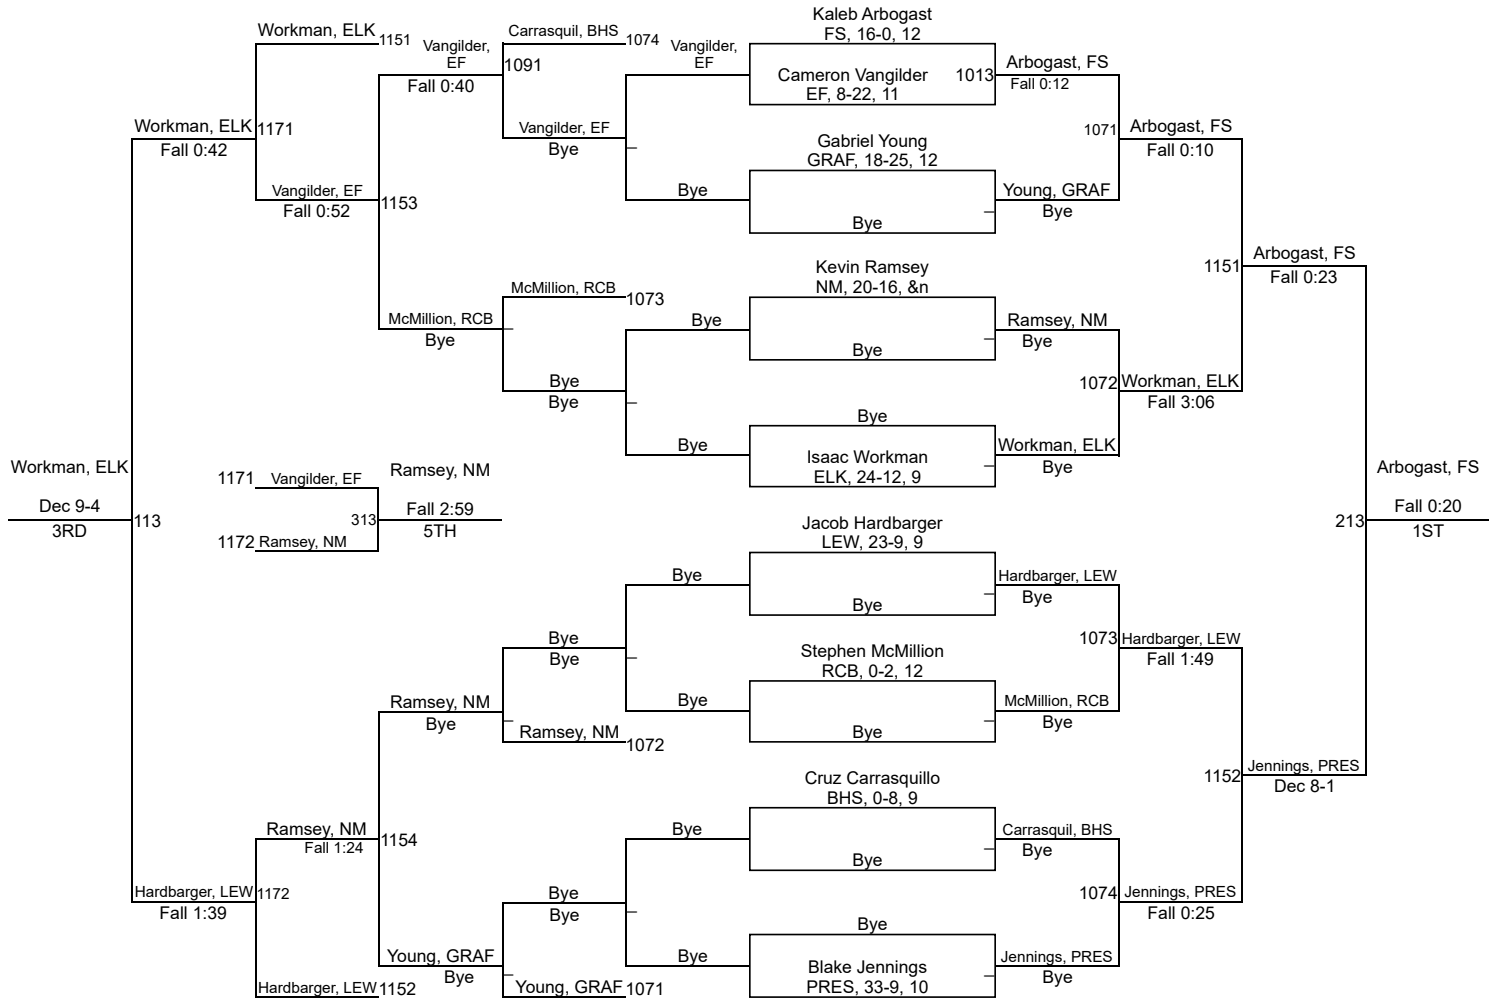 Kaleb Arbogast
FS, 16-0, 12
Workman, ELK 1151
Carrasquil, BHS 1074
Vangilder,
EF
1091
Fall 0:40
Vangilder,
EF
Cameron Vangilder 1013
EF, 8-22, 11
Arbogast, FS
Fall 0:12
Workman, ELK 1171
Fall 0:42
Vangilder, EF
Bye
Gabriel Young
GRAF, 18-25, 12
1071 Arbogast, FS
Fall 0:10
Vangilder, EF
Fall 0:52
1153
Bye
Bye
Young, GRAF
Bye
Kevin Ramsey
NM, 20-16, &n
1151 Arbogast, FS
Fall 0:23
McMillion, RCB 1073
McMillion, RCB
Bye
Bye
Bye
Ramsey, NM
Bye
Bye
Bye
1072 Workman, ELK
Fall 3:06
Bye
Bye
Isaac Workman
ELK, 24-12, 9
Workman, ELK
Bye
Workman, ELK
Dec 9-4
3RD
113
1171 Vangilder, EF
1172 Ramsey, NM
313
Ramsey, NM
Fall 2:59
5TH
Arbogast, FS
213
Fall 0:20
1ST
Jacob Hardbarger
LEW, 23-9, 9
Bye
Bye
Hardbarger, LEW
Bye
Bye
Bye
Stephen McMillion
RCB, 0-2, 12
1073 Hardbarger, LEW
Fall 1:49
Ramsey, NM
Bye
Ramsey, NM 1072
Bye
Bye
McMillion, RCB
Bye
Cruz Carrasquillo
BHS, 0-8, 9
1152 Jennings, PRES
Dec 8-1
Ramsey, NM
Fall 1:24
1154
Bye
Bye
Carrasquil, BHS
Bye
Hardbarger, LEW 1172
Fall 1:39
Bye
Bye
1074 Jennings, PRES
Fall 0:25
Bye
Young, GRAF
Bye
Bye
Blake Jennings
PRES, 33-9, 10
Jennings, PRES
Bye
Hardbarger, LEW 1152
Young, GRAF 1071